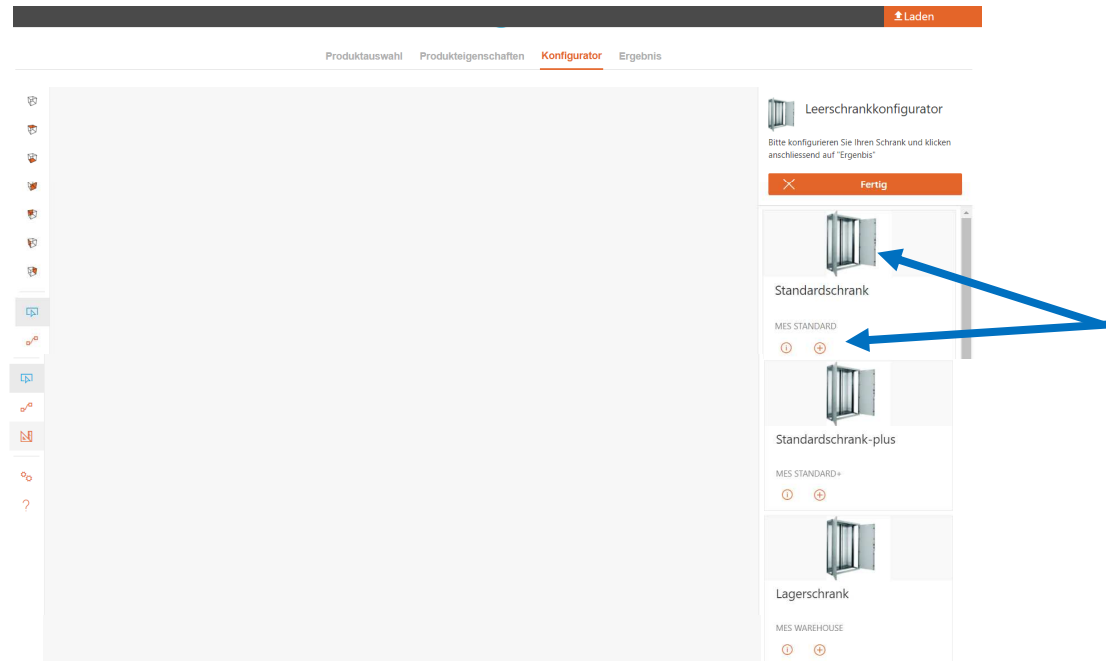 Laden
Produktauswahl Produkteigenschaften Konfigurator Ergebnis
Leerschrankkonfigurator
Bitte konfigurieren Sie Ihren Schrank und klicken
anschliessend auf "Ergenbis"
Fertig
Standardschrank
MES STANDARD
Standardschrank-plus
MES STANDARD+
Lagerschrank
MES WAREHOUSE